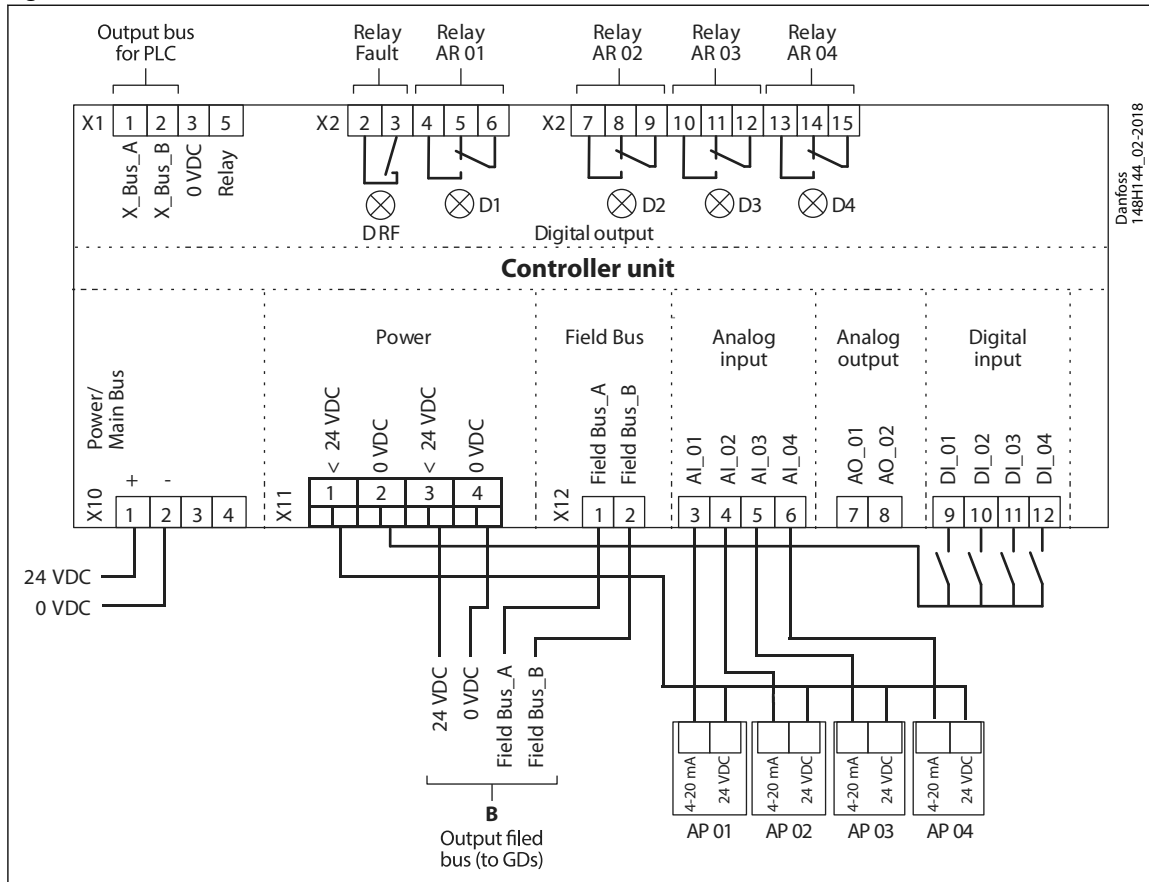 Output bus
for PLC
Relay
Fault
Relay
AR 01
Relay
AR 02
Relay
AR 03
Relay
AR 04
X1 1 2 3 5
X2 2 3 4 5 6
X2 7 8 9 10 11 12 13 14 15
X_Bus_A
X_Bus_B
0 VDC
Relay
DRF
D1
D2
D3
D4
Digital output
Danfoss
148H144_02-2018
Controller unit
Power/
Main Bus
Power
Field Bus
Analog
input
Analog
output
Digital
input
< 24 VDC
0 VDC
< 24 VDC
0 VDC
Field Bus_A
Field Bus_B
AI_01
AI_02
AI_03
AI_04
AO_01
AO_02
DI_01
DI_02
DI_03
DI_04
+ -
X10 1 2 3 4
X11 1 2 3 4
X12 1 2 3 4 5 6 7 8 9 10 11 12
24 VDC
0 VDC
24 VDC
0 VDC
Field Bus_A
Field Bus_B
B
Output filed
bus (to GDs)
4-20 mA
24 VDC
AP 01
4-20 mA
24 VDC
AP 02
4-20 mA
24 VDC
AP 03
4-20 mA
24 VDC
AP 04